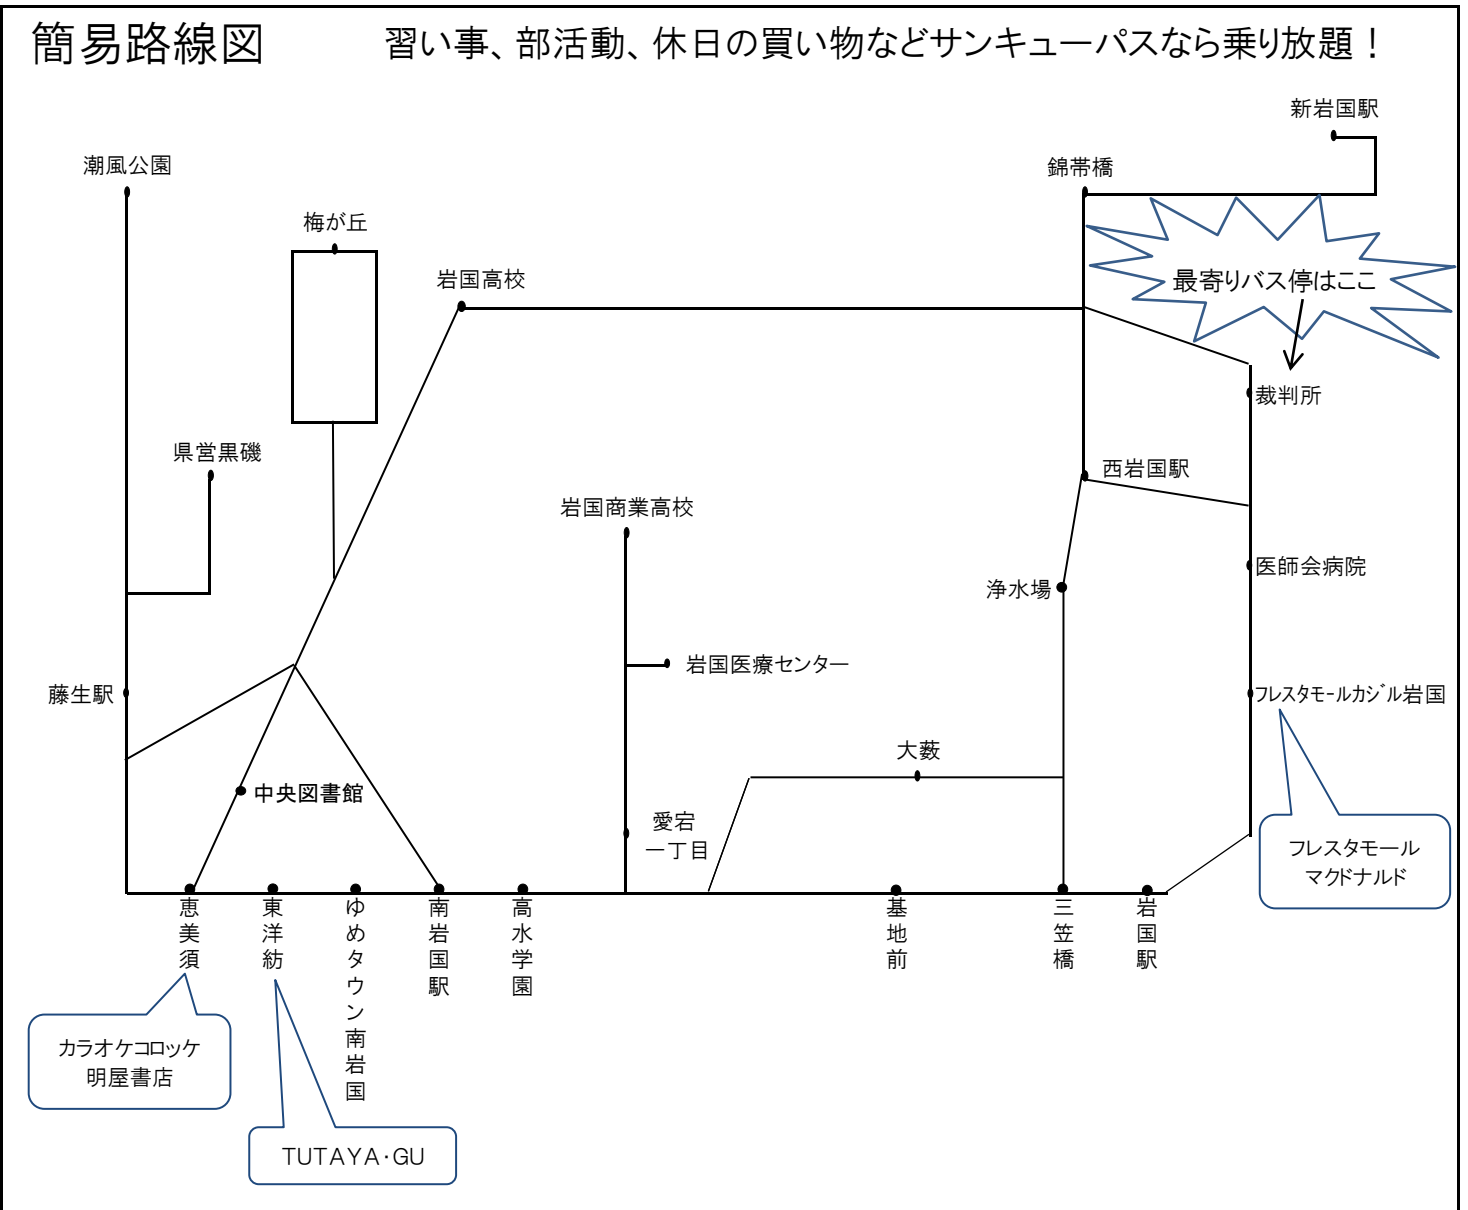 簡易路線図
習い事、部活動、休日の買い物などサンキューパスなら乗り放題！
新岩国駅
潮風公園
錦帯橋
梅が丘
岩国高校
最寄りバス停はここ
裁判所
県営黒磯
西岩国駅
岩国商業高校
医師会病院
浄水場
岩国医療センター
藤生駅
フレスタモールカジル岩国
大薮
中央図書館
愛宕
一丁目
フレスタモール
マクドナルド
恵美須
東洋紡
ゆめタウン南岩国
南岩国駅
高水学園
基地前
三笠橋
岩国駅
カラオケコロッケ
明屋書店
TUTAYA・GU